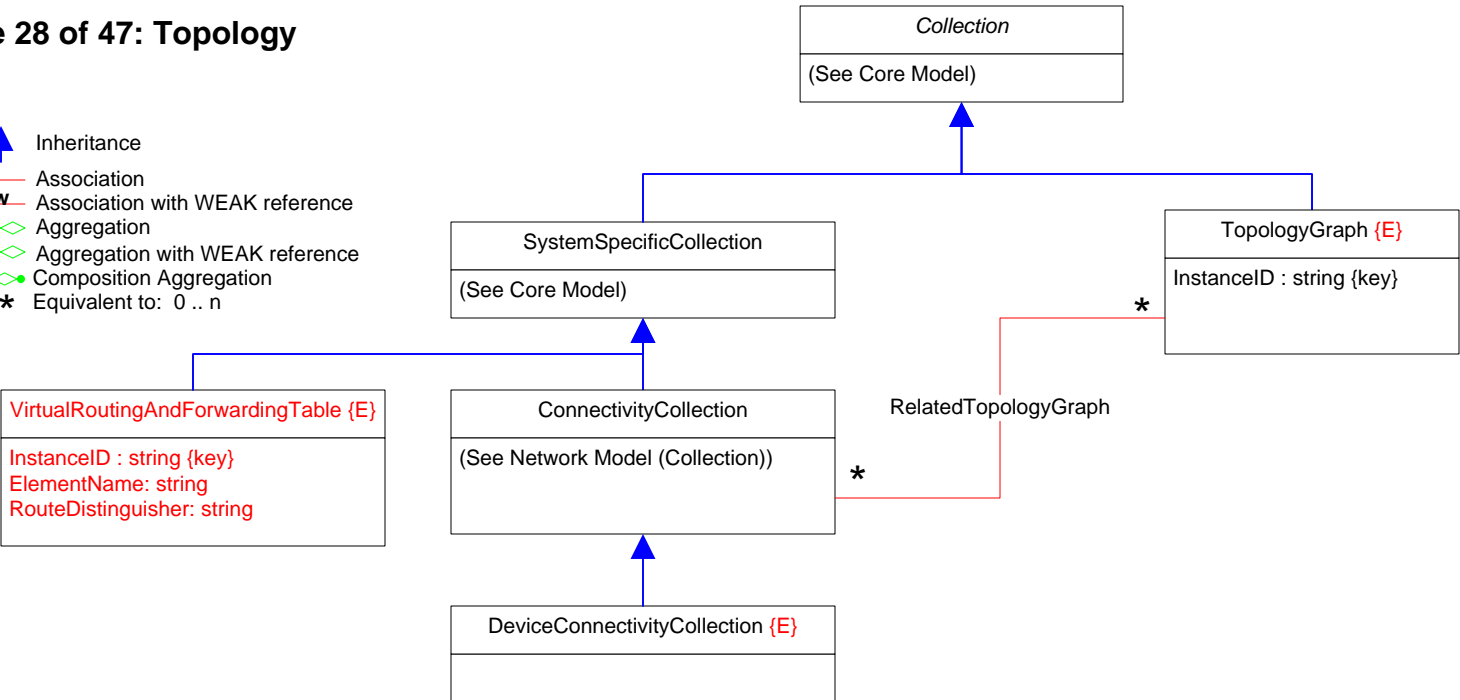 28 of 47: Topology
Inheritance
Association
Association with WEAK reference
Aggregation
Aggregation with WEAK reference
Composition Aggregation
* Equivalent to: 0 .. n
Collection
(See Core Model)
SystemSpecificCollection
(See Core Model)
TopologyGraph {E}
InstanceID : string {key}
*
VirtualRoutingAndForwardingTable {E}
InstanceID : string {key}
ElementName: string
RouteDistinguisher: string
ConnectivityCollection
(See Network Model (Collection))
*
RelatedTopologyGraph
DeviceConnectivityCollection {E}